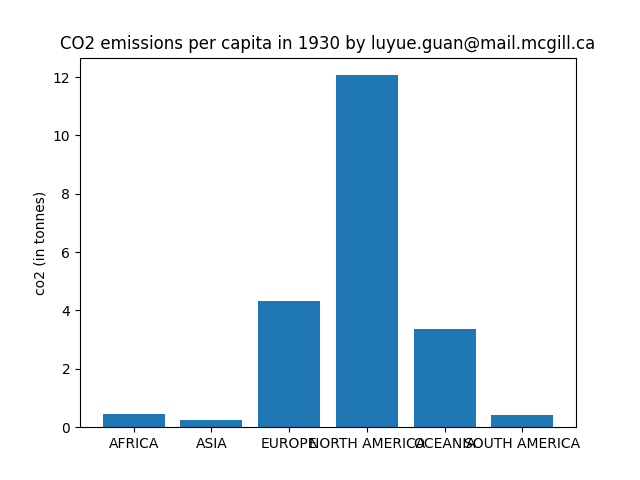 CO2 emissions per capita in 1930 by luyue.guan@mail.mcgill.ca
12
10
8
6
4
2
0
co2 (in tonnes)
AFRICA ASIA EUROPE NORTH AMERICA OCEANIA SOUTH AMERICA